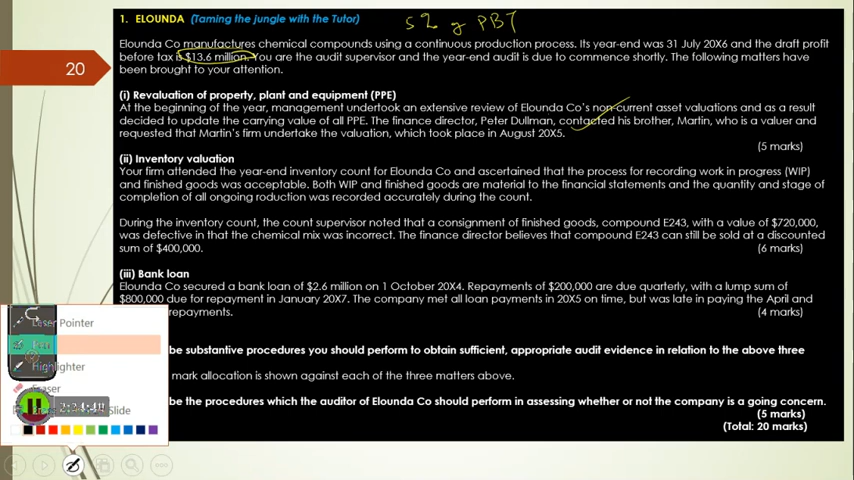 5% of PBT
1. ELOUNDA (Taming the jungle with the Tutor)
Elounda Co manufactures chemical compounds using a continuous production process. Its year-end was 31 July 20X6 and the draft profit
before tax is $13.6 million. You are the audit supervisor and the year-end audit is due to commence shortly. The following matters have
been brought to your attention.
20
(i) Revaluation of property, plant and equipment (PPE)
At the beginning of the year, management undertook an extensive review of Elounda Co's non-current asset valuations and as a result
decided to update the carrying value of all PPE. The finance director, Peter Dullman, contacted his brother, Martin, who is a valuer and
requested that Martin's firm undertake the valuation, which took place in August 20X5.
(5 marks)
(ii) Inventory valuation
Your firm attended the year-end inventory count for Elounda Co and ascertained that the process for recording work in progress (WIP)
and finished goods was acceptable. Both WIP and finished goods are material to the financial statements and the quantity and stage of
completion of all ongoing roduction was recorded accurately during the count.
During the inventory count, the count supervisor noted that a consignment of finished goods, compound E243, with a value of $720,000,
was defective in that the chemical mix was incorrect. The finance director believes that compound E243 can still be sold at a discounted
sum of $400,000. (6 marks)
(iii) Bank loan
Elounda Co secured a bank loan of $2.6 million on 1 October 20X4. Repayments of $200,000 are due quarterly, with a lump sum of
$800,000 due for repayment in January 20X7. The company met all loan payments in 20X5 on time, but was late in paying the April and
repayments. (4 marks)
Laser Pointer
Pen
be substantive procedures you should perform to obtain sufficient, appropriate audit evidence in relation to the above three
Highlighter
mark allocation is shown against each of the three matters above.
Eraser
be the procedures which the auditor of Elounda Co should perform in assessing whether or not the company is a going concern.
Slide
(5 marks)
(Total: 20 marks)